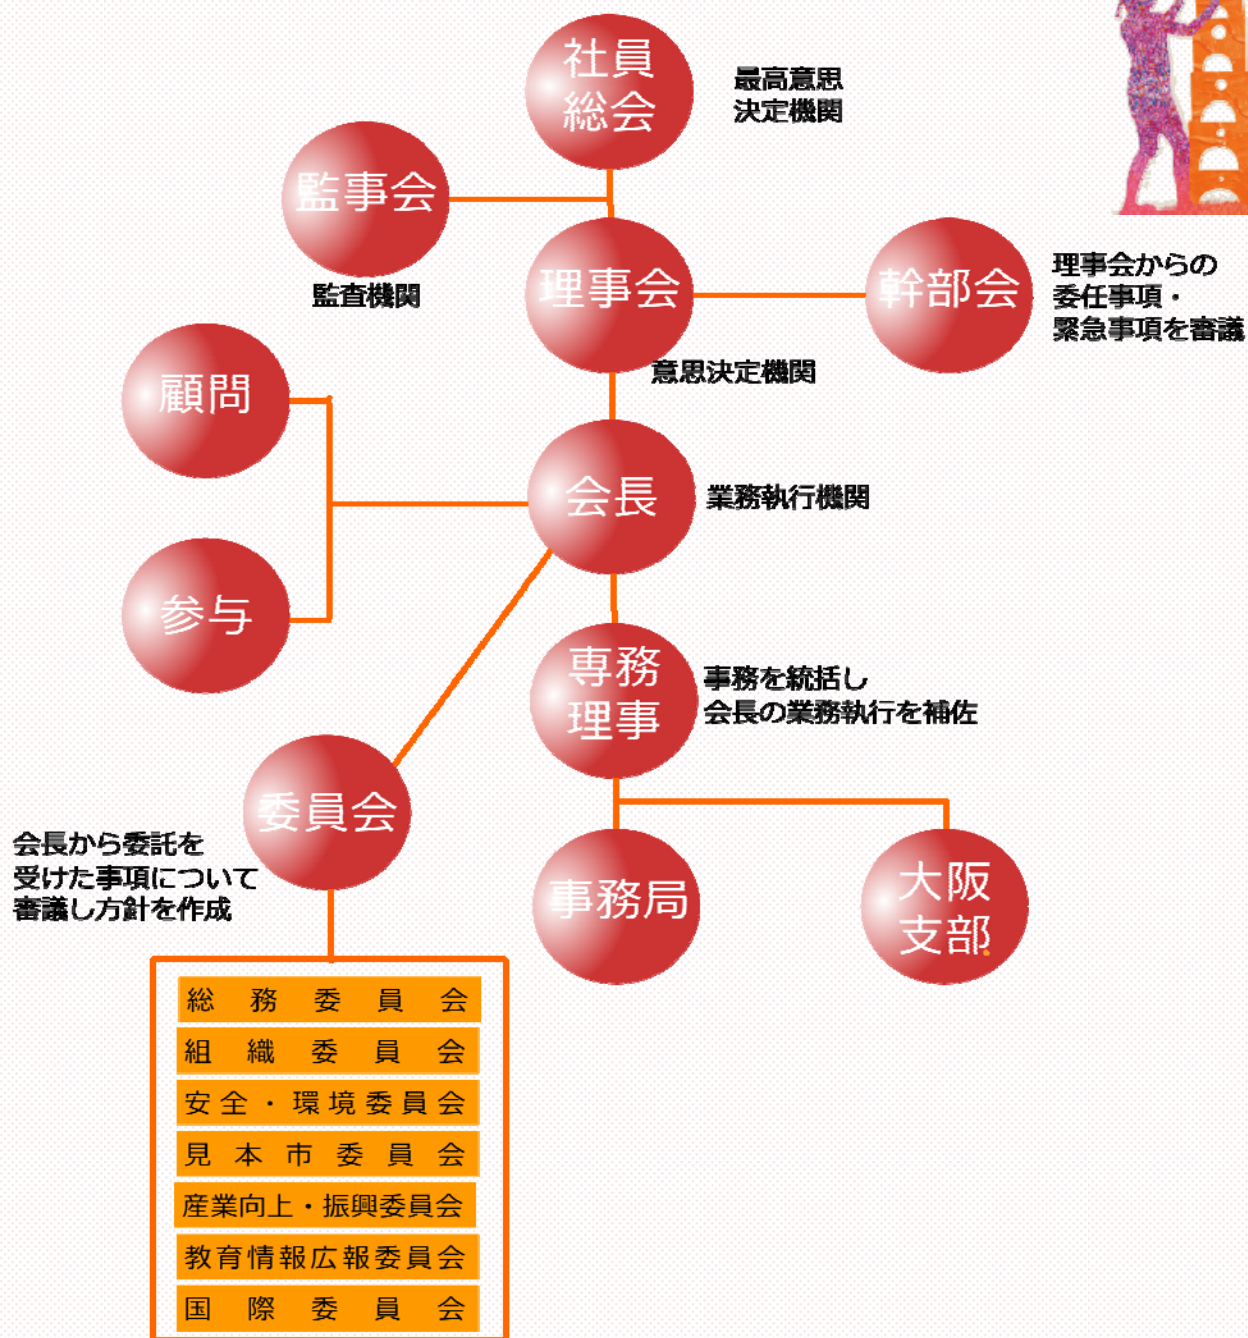 社員
総会
最高意思
決定機関
監事会
監査機関
理事会
意思決定機関
幹部会
理事会からの
委任事項・
緊急事項を審議
顧問
参与
会長
業務執行機関
専務
理事
事務を統括し
会長の業務執行を補佐
委員会
会長から委託を
受けた事項について
審議し方針を作成
事務局
大阪
支部
総務委員会
組織委員会
安全・環境委員会
見本市委員会
産業向上・振興委員会
教育情報広報委員会
国際委員会